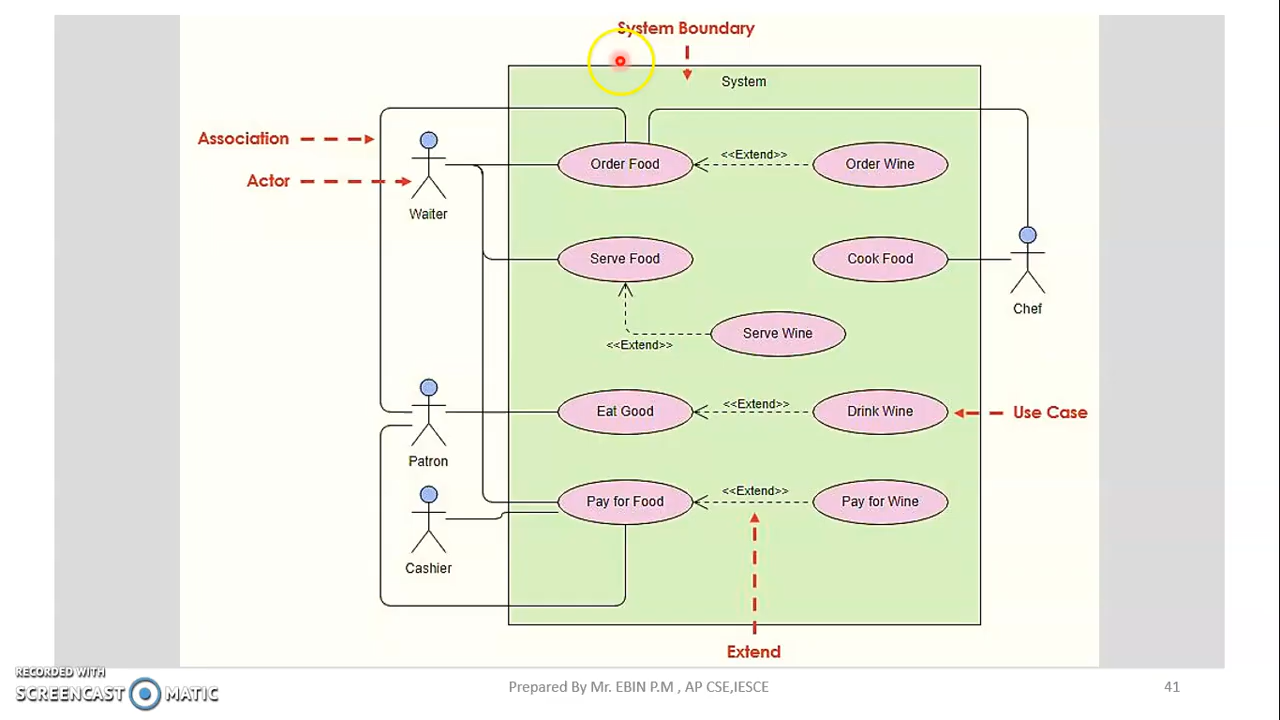 System Boundary
System
Association
Actor
Waiter
Order Food
<<Extend>>
Order Wine
Serve Food
Cook Food
Chef
Serve Wine
<<Extend>>
Patron
Eat Good
<<Extend>>
Drink Wine
Use Case
Cashier
Pay for Food
<<Extend>>
Pay for Wine
Extend
RECORDED WITH
SCREENCAST MATIC
Prepared By Mr. EBIN P.M , AP CSE,IESCE
41